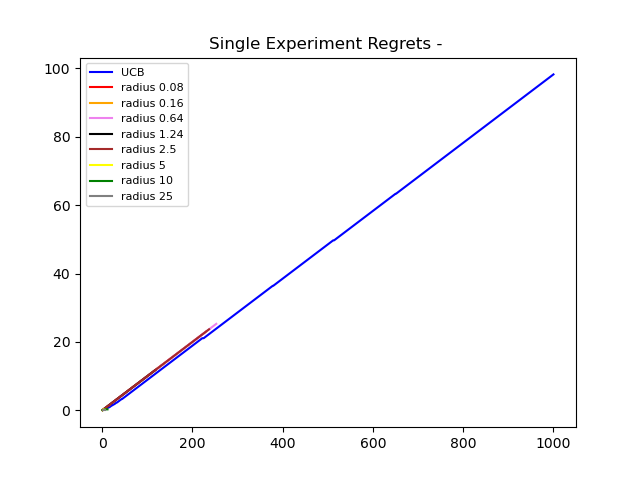 Single Experiment Regrets -
100
80
60
40
20
0
UCB
radius 0.08
radius 0.16
radius 0.64
radius 1.24
radius 2.5
radius 5
radius 10
radius 25
0 200 400 600 800 1000